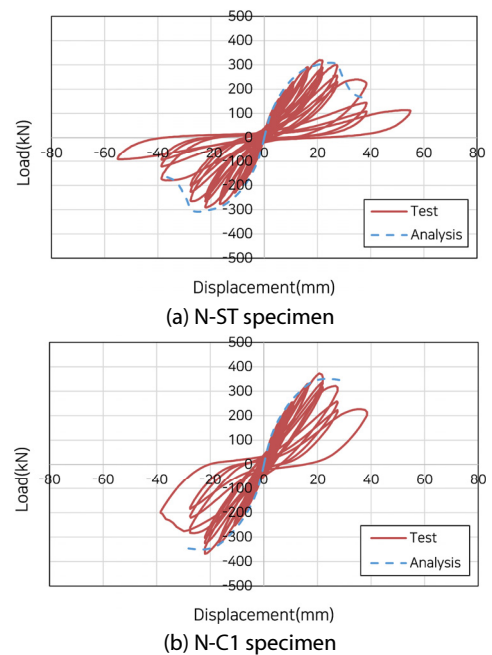 500
400
300
200
100
0
-80 -60 -40 -20 0 20 40 60 80
-100
-200
-300
-400
-500
Load(kN)
Test
Analysis
Displacement(mm)
(a) N-ST specimen
500
400
300
200
100
0
-80 -60 -40 -20 0 20 40 60 80
-100
-200
-300
-400
-500
Load(kN)
Test
Analysis
Displacement(mm)
(b) N-C1 specimen